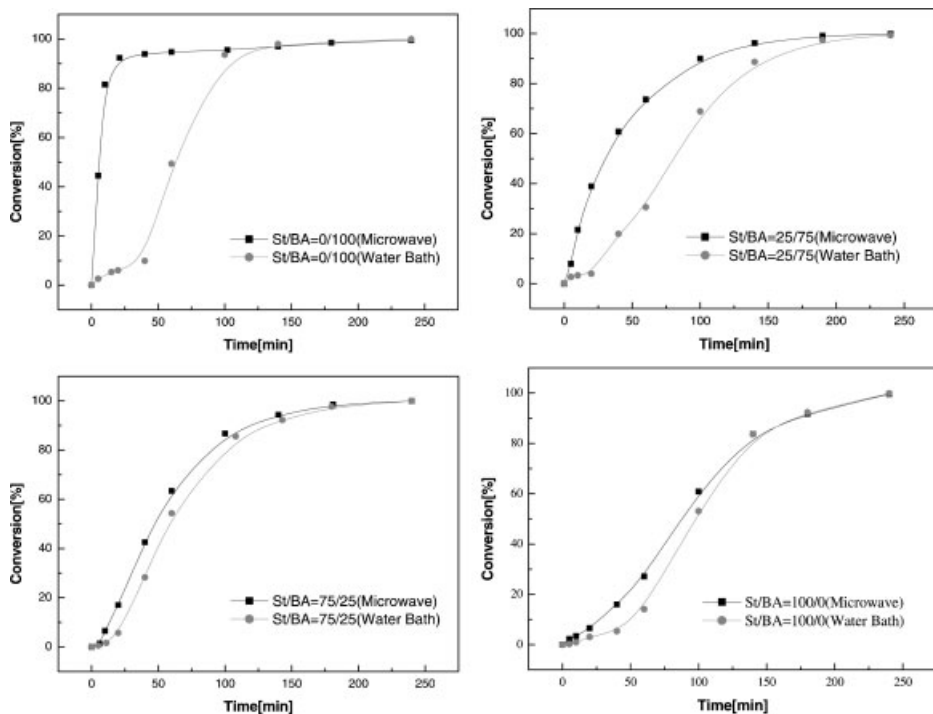 Conversion[%]
100
80
60
40
20
0
St/BA=0/100(Microwave)
St/BA=0/100(Water Bath)
0 50 100 150 200 250
Time[min]
Conversion[%]
100
80
60
40
20
0
St/BA=25/75(Microwave)
St/BA=25/75(Water Bath)
0 50 100 150 200 250
Time[min]
Conversion[%]
100
80
60
40
20
0
St/BA=75/25(Microwave)
St/BA=75/25(Water Bath)
0 50 100 150 200 250
Time[min]
Conversion[%]
100
80
60
40
20
0
St/BA=100/0(Microwave)
St/BA=100/0(Water Bath)
0 50 100 150 200 250
Time[min]